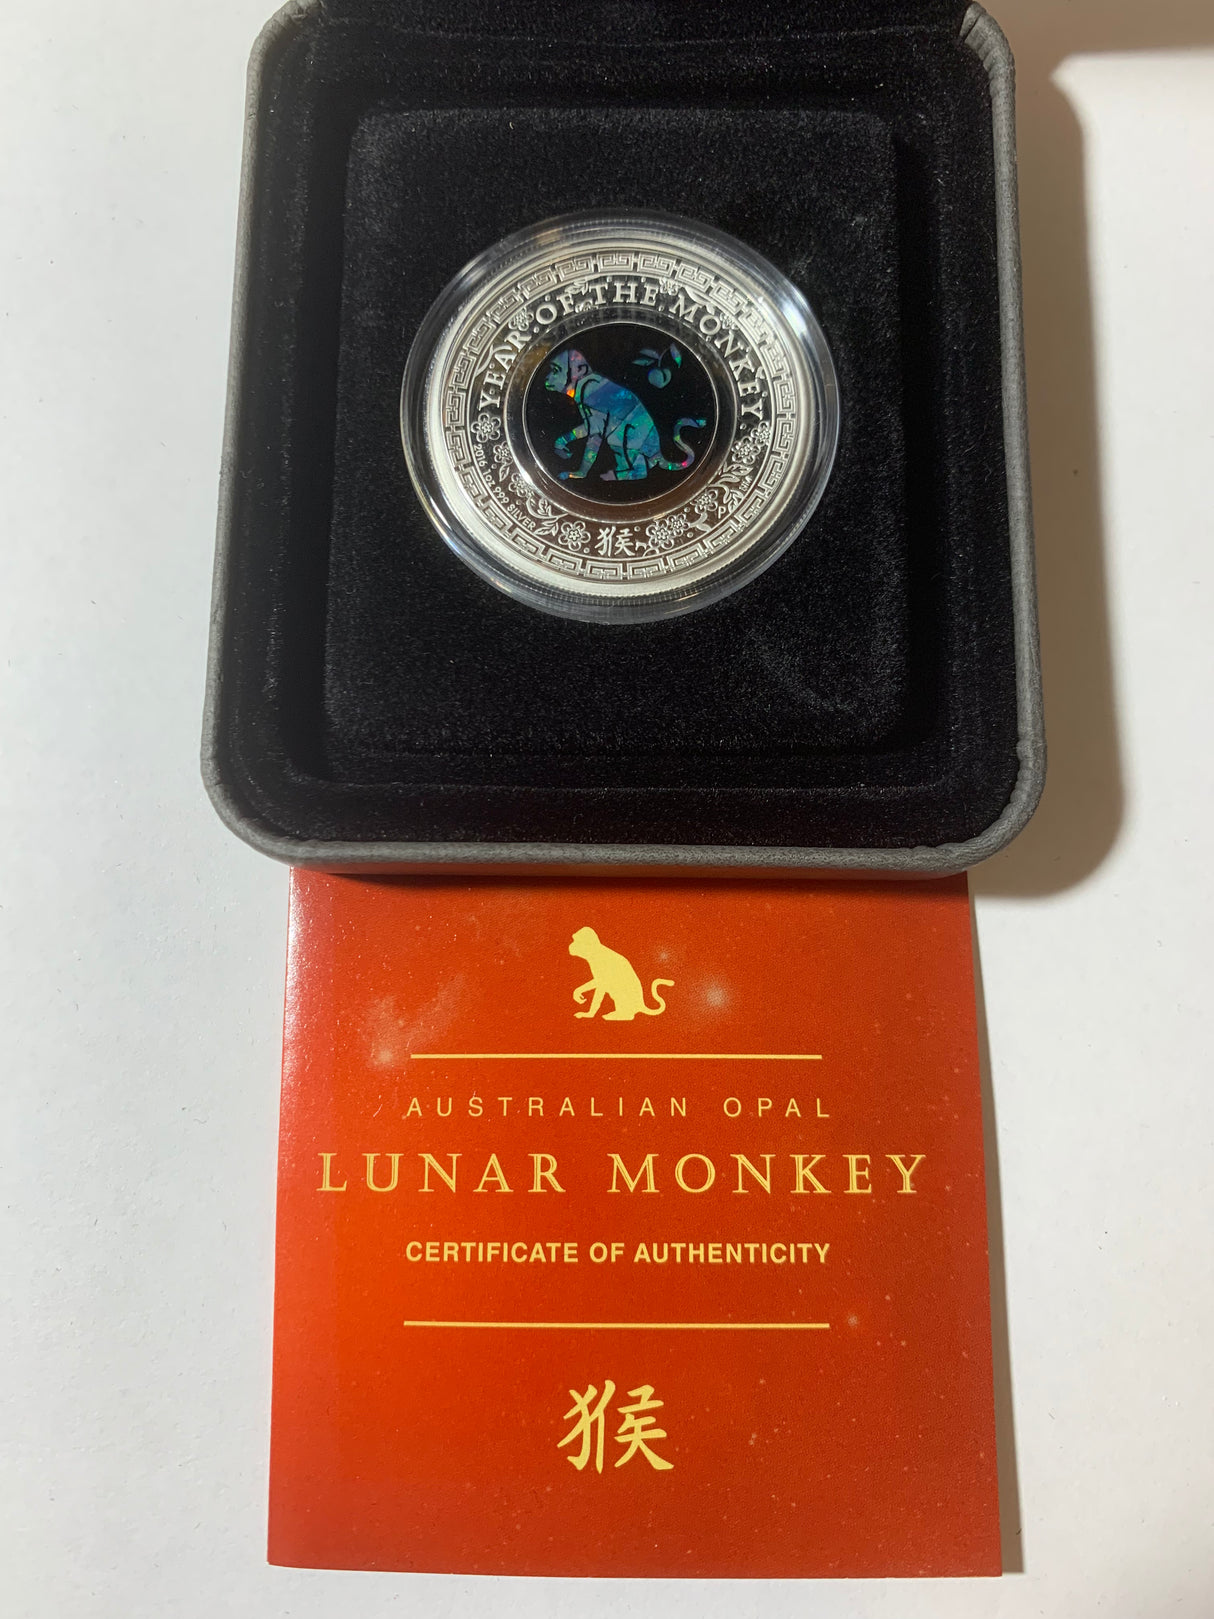 YEAR OF THE MONKEY
2016 1oz 999 SILVER
猴
AUSTRALIAN OPAL
LUNAR MONKEY
CERTIFICATE OF AUTHENTICITY
猴